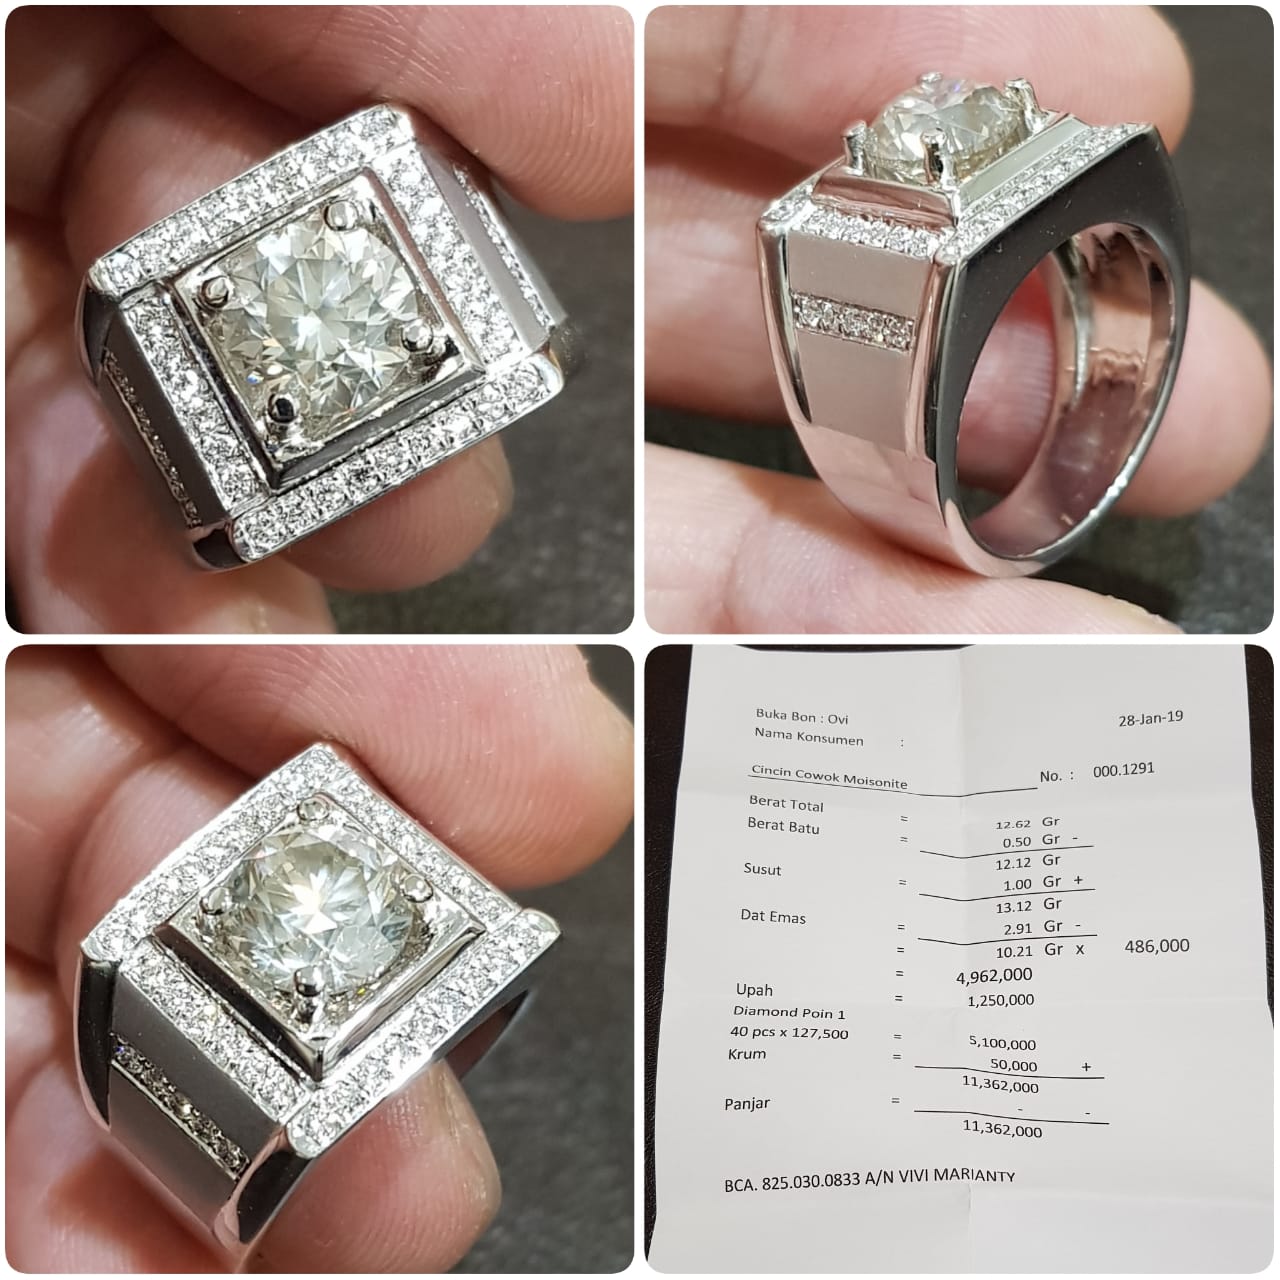 Buka Bon : Ovi 28-Jan-19
Nama Konsumen :
Cincin Cowok Moisonite No. : 000.1291
Berat Total = 12.62 Gr
Berat Batu = 0.50 Gr -
12.12 Gr
Susut = 1.00 Gr +
13.12 Gr
Dat Emas = 2.91 Gr -
= 10.21 Gr x 486,000
= 4,962,000
Upah = 1,250,000
Diamond Poin 1
40 pcs x 127,500 = 5,100,000
Krum = 50,000 +
11,362,000
Panjar = - -
11,362,000
BCA. 825.030.0833 A/N VIVI MARIANTY